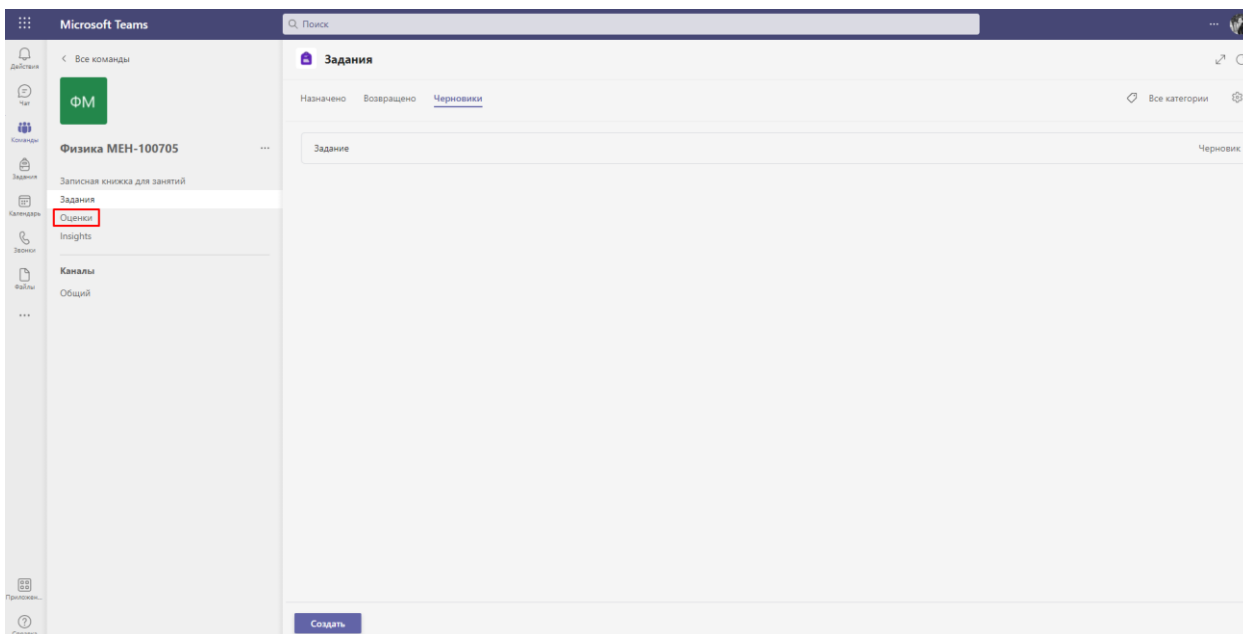 Microsoft Teams
Поиск
Действия
Чат
Команды
Задания
Календарь
Звонки
Файлы
Приложен...
Справка
Все команды
ФМ
Физика МЕН-100705
Записная книжка для занятий
Задания
Оценки
Insights
Каналы
Общий
Задания
Назначено Возвращено Черновики Все категории
Задание Черновик
Создать